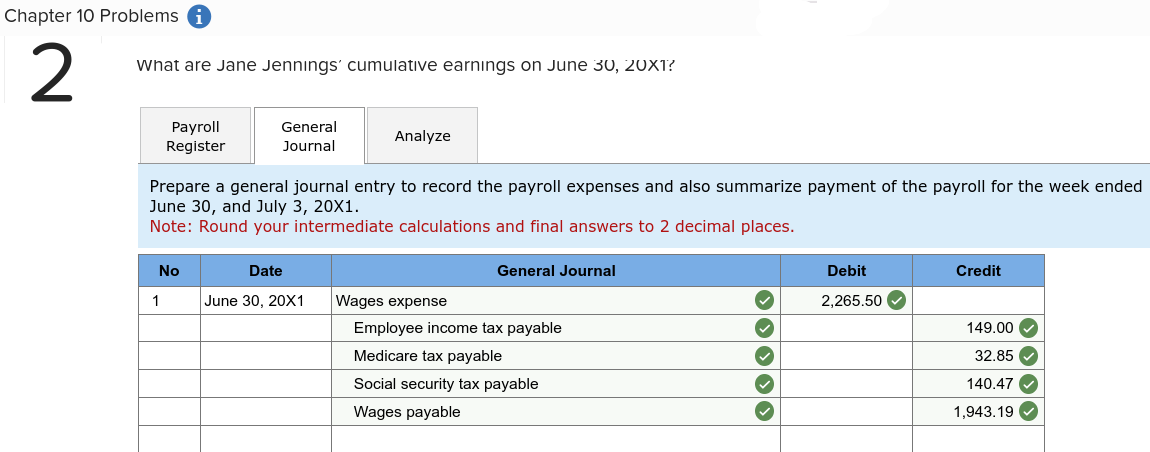 Chapter 10 Problems i
2
What are Jane Jennings' cumulative earnings on June 30, 20X1?
Payroll
Register
General
Journal
Analyze
Prepare a general journal entry to record the payroll expenses and also summarize payment of the payroll for the week ended
June 30, and July 3, 20X1.
Note: Round your intermediate calculations and final answers to 2 decimal places.
No Date General Journal Debit Credit
1 June 30, 20X1 Wages expense 2,265.50
Employee income tax payable 149.00
Medicare tax payable 32.85
Social security tax payable 140.47
Wages payable 1,943.19